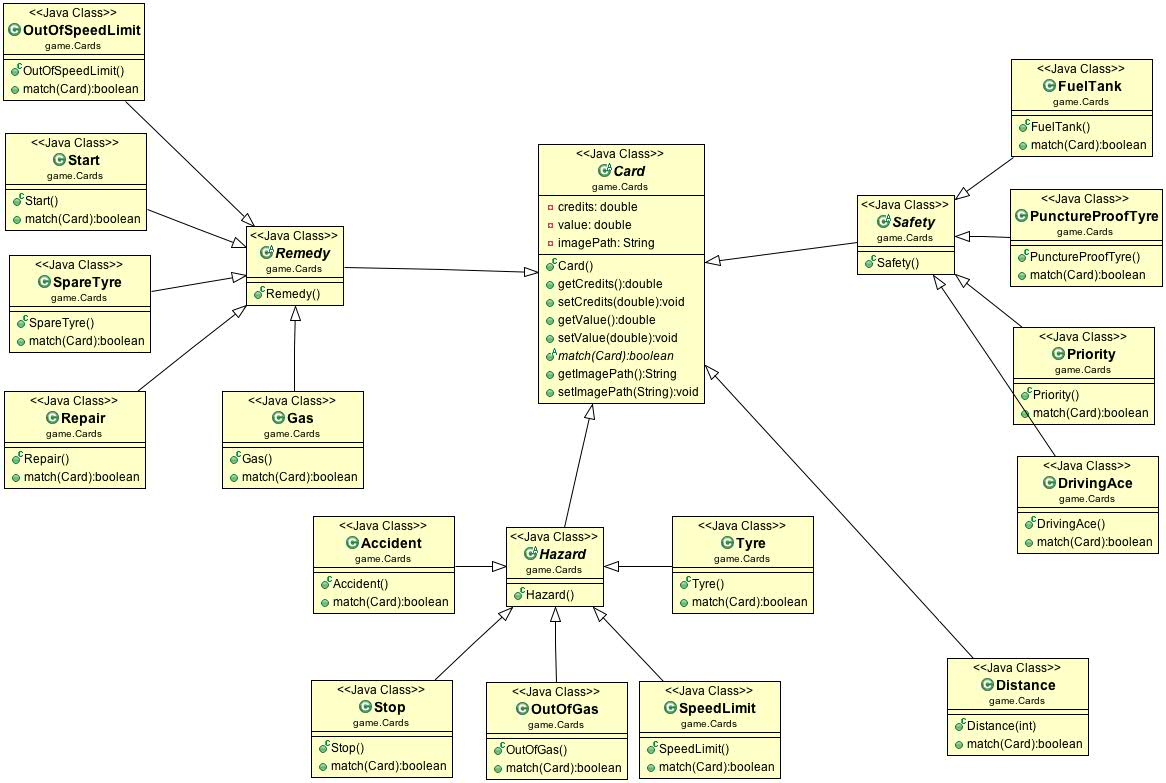 <<Java Class>>
OutOfSpeedLimit
game.Cards
OutOfSpeedLimit()
match(Card):boolean
<<Java Class>>
Start
game.Cards
Start()
match(Card):boolean
<<Java Class>>
SpareTyre
game.Cards
SpareTyre()
match(Card):boolean
<<Java Class>>
Repair
game.Cards
Repair()
match(Card):boolean
<<Java Class>>
Gas
game.Cards
Gas()
match(Card):boolean
<<Java Class>>
Remedy
game.Cards
Remedy()
<<Java Class>>
Card
game.Cards
credits: double
value: double
imagePath: String
Card()
getCredits():double
setCredits(double):void
getValue():double
setValue(double):void
match(Card):boolean
getImagePath():String
setImagePath(String):void
<<Java Class>>
Safety
game.Cards
Safety()
<<Java Class>>
FuelTank
game.Cards
FuelTank()
match(Card):boolean
<<Java Class>>
PunctureProofTyre
game.Cards
PunctureProofTyre()
match(Card):boolean
<<Java Class>>
Priority
game.Cards
Priority()
match(Card):boolean
<<Java Class>>
DrivingAce
game.Cards
DrivingAce()
match(Card):boolean
<<Java Class>>
Accident
game.Cards
Accident()
match(Card):boolean
<<Java Class>>
Hazard
game.Cards
Hazard()
<<Java Class>>
Tyre
game.Cards
Tyre()
match(Card):boolean
<<Java Class>>
Stop
game.Cards
Stop()
match(Card):boolean
<<Java Class>>
OutOfGas
game.Cards
OutOfGas()
match(Card):boolean
<<Java Class>>
SpeedLimit
game.Cards
SpeedLimit()
match(Card):boolean
<<Java Class>>
Distance
game.Cards
Distance(int)
match(Card):boolean